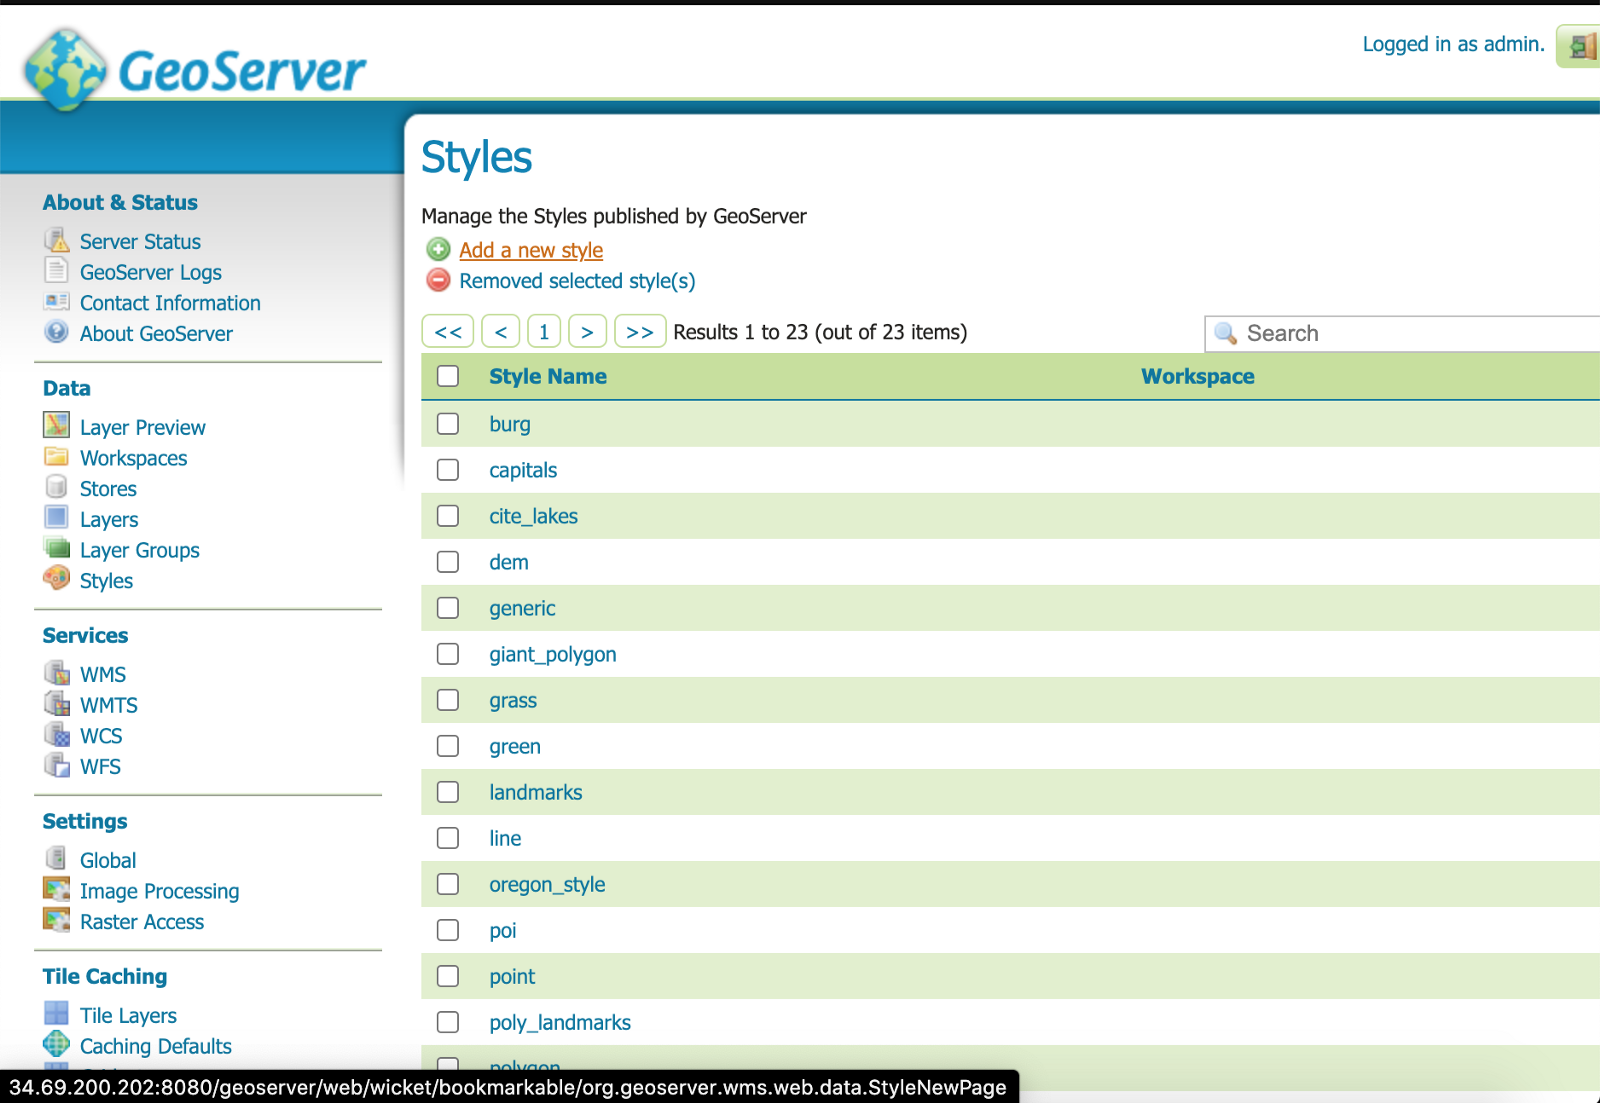 GeoServer
Logged in as admin.
About & Status
Server Status
GeoServer Logs
Contact Information
About GeoServer
Data
Layer Preview
Workspaces
Stores
Layers
Layer Groups
Styles
Services
WMS
WMTS
WCS
WFS
Settings
Global
Image Processing
Raster Access
Tile Caching
Tile Layers
Caching Defaults
Styles
Manage the Styles published by GeoServer
Add a new style
Removed selected style(s)
<< < 1 > >> Results 1 to 23 (out of 23 items) Search
Style Name Workspace
burg
capitals
cite_lakes
dem
generic
giant_polygon
grass
green
landmarks
line
oregon_style
poi
point
poly_landmarks
polygon
34.69.200.202:8080/geoserver/web/wicket/bookmarkable/org.geoserver.wms.web.data.StyleNewPage